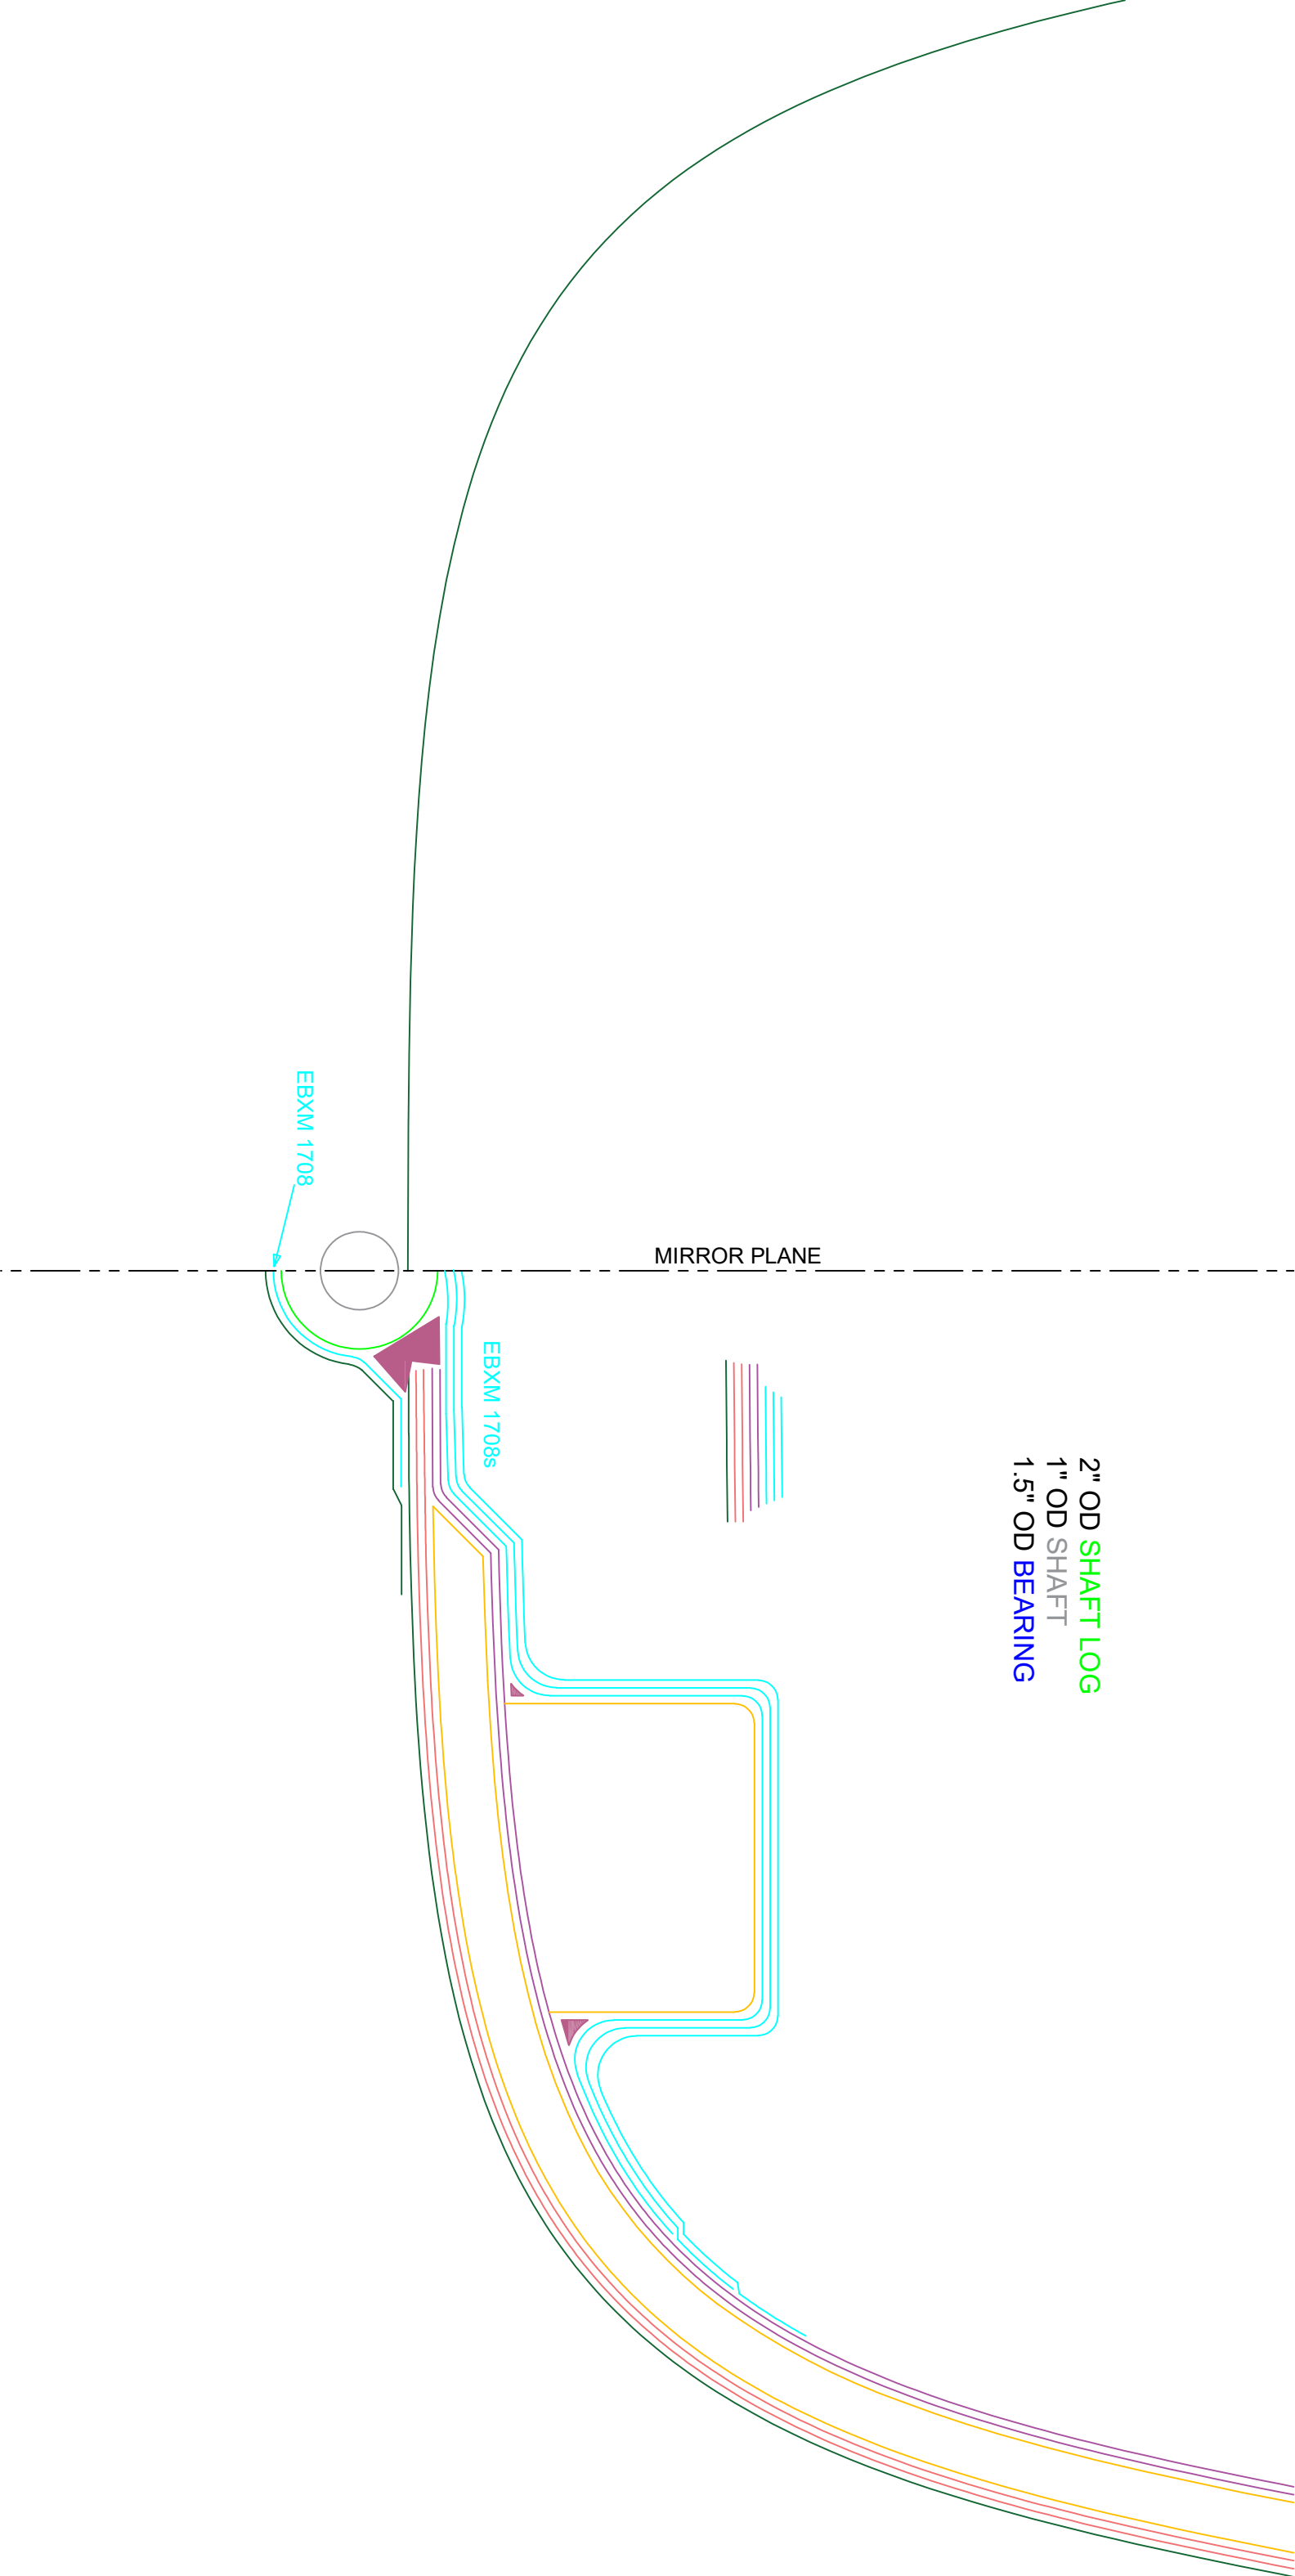 2" OD SHAFT LOG
1" OD SHAFT
1.5" OD BEARING
MIRROR PLANE
EBXM 1708s
EBXM 1708